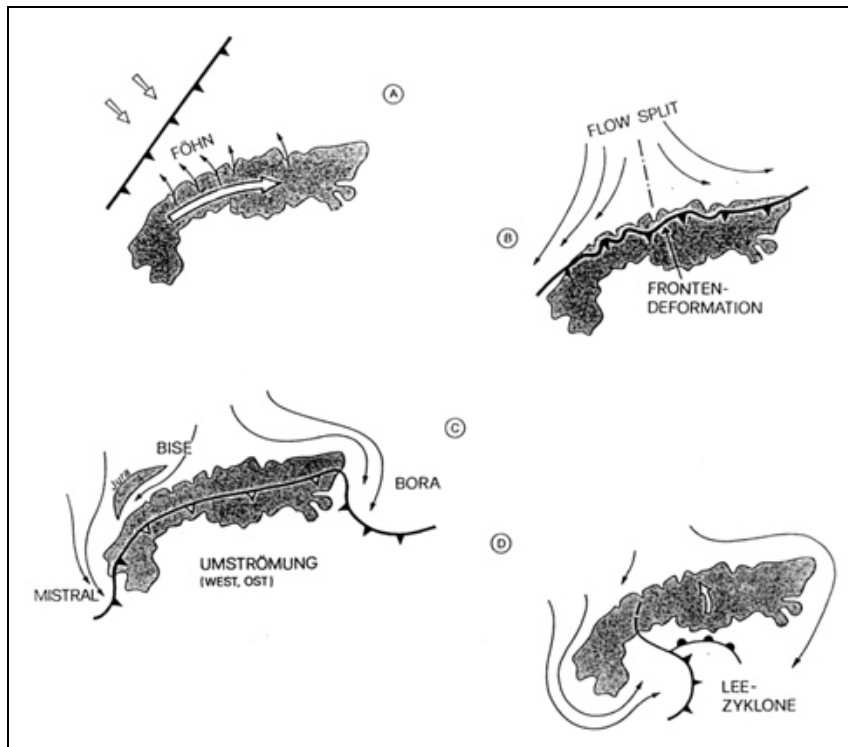 A
FÖHN
FLOW SPLIT
B
FRONTEN-
DEFORMATION
C
BISE
Jura
BORA
UMSTRÖMUNG
(WEST, OST)
MISTRAL
D
LEE-
ZYKLONE